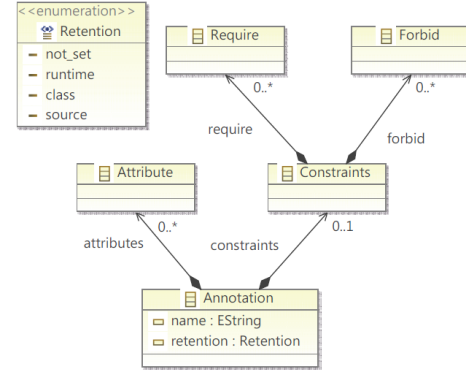 <<enumeration>>
Retention
not_set
runtime
class
source
Require
Forbid
0..*
0..*
require
forbid
Attribute
Constraints
0..*
0..1
attributes
constraints
Annotation
name : EString
retention : Retention